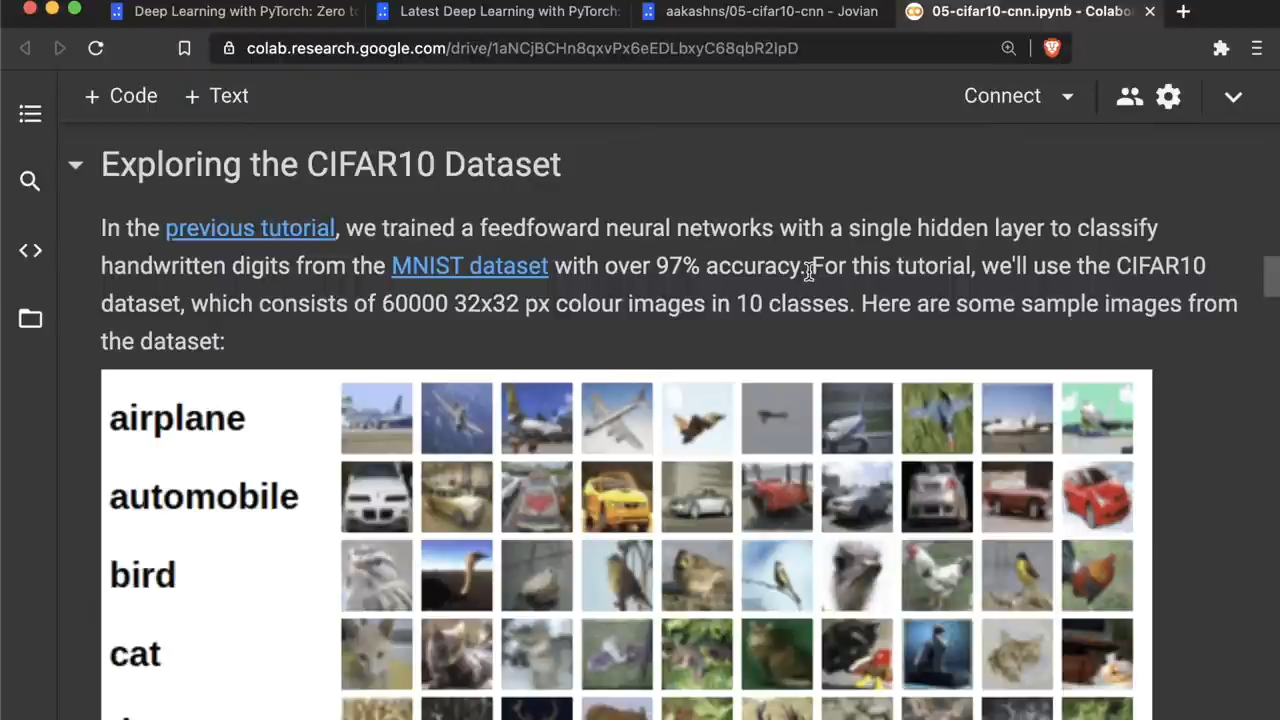 Deep Learning with PyTorch: Zero to
Latest Deep Learning with PyTorch:
aakashns/05-cifar10-cnn - Jovian
05-cifar10-cnn.ipynb - Colabo
colab.research.google.com/drive/1aNCjBCHn8qxvPx6eEDLbxyC68qbR2IpD
+ Code + Text
Connect
Exploring the CIFAR10 Dataset
In the previous tutorial, we trained a feedfoward neural networks with a single hidden layer to classify
handwritten digits from the MNIST dataset with over 97% accuracy. For this tutorial, we'll use the CIFAR10
dataset, which consists of 60000 32x32 px colour images in 10 classes. Here are some sample images from
the dataset:
airplane
automobile
bird
cat